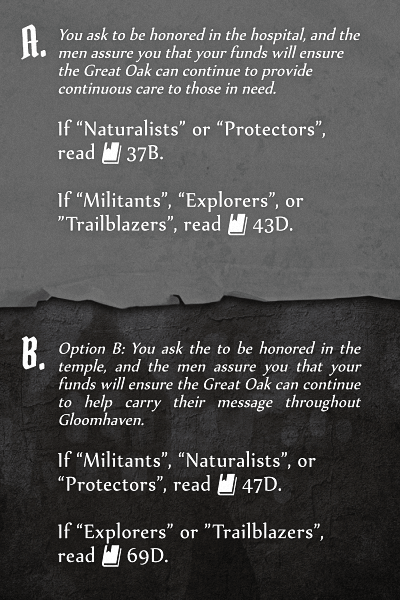 A.
You ask to be honored in the hospital, and the
men assure you that your funds will ensure
the Great Oak can continue to provide
continuous care to those in need.
If “Naturalists” or “Protectors”,
read 37B.
If “Militants”, “Explorers”, or
”Trailblazers”, read 43D.
B.
Option B: You ask the to be honored in the
temple, and the men assure you that your
funds will ensure the Great Oak can continue
to help carry their message throughout
Gloomhaven.
If “Militants”, “Naturalists”, or
“Protectors”, read 47D.
If “Explorers” or ”Trailblazers”,
read 69D.